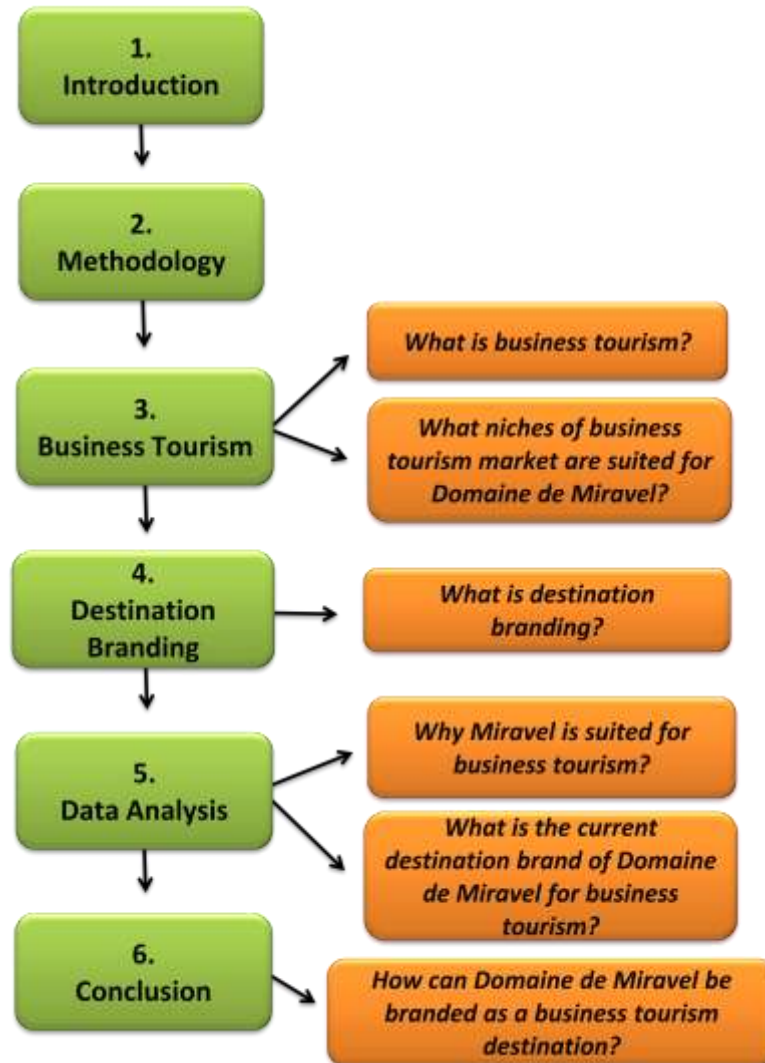 1.
Introduction
2.
Methodology
3.
Business Tourism
What is business tourism?
What niches of business
tourism market are suited for
Domaine de Miravel?
4.
Destination
Branding
What is destination
branding?
5.
Data Analysis
Why Miravel is suited for
business tourism?
What is the current
destination brand of Domaine
de Miravel for business
tourism?
6.
Conclusion
How can Domaine de Miravel be
branded as a business tourism
destination?